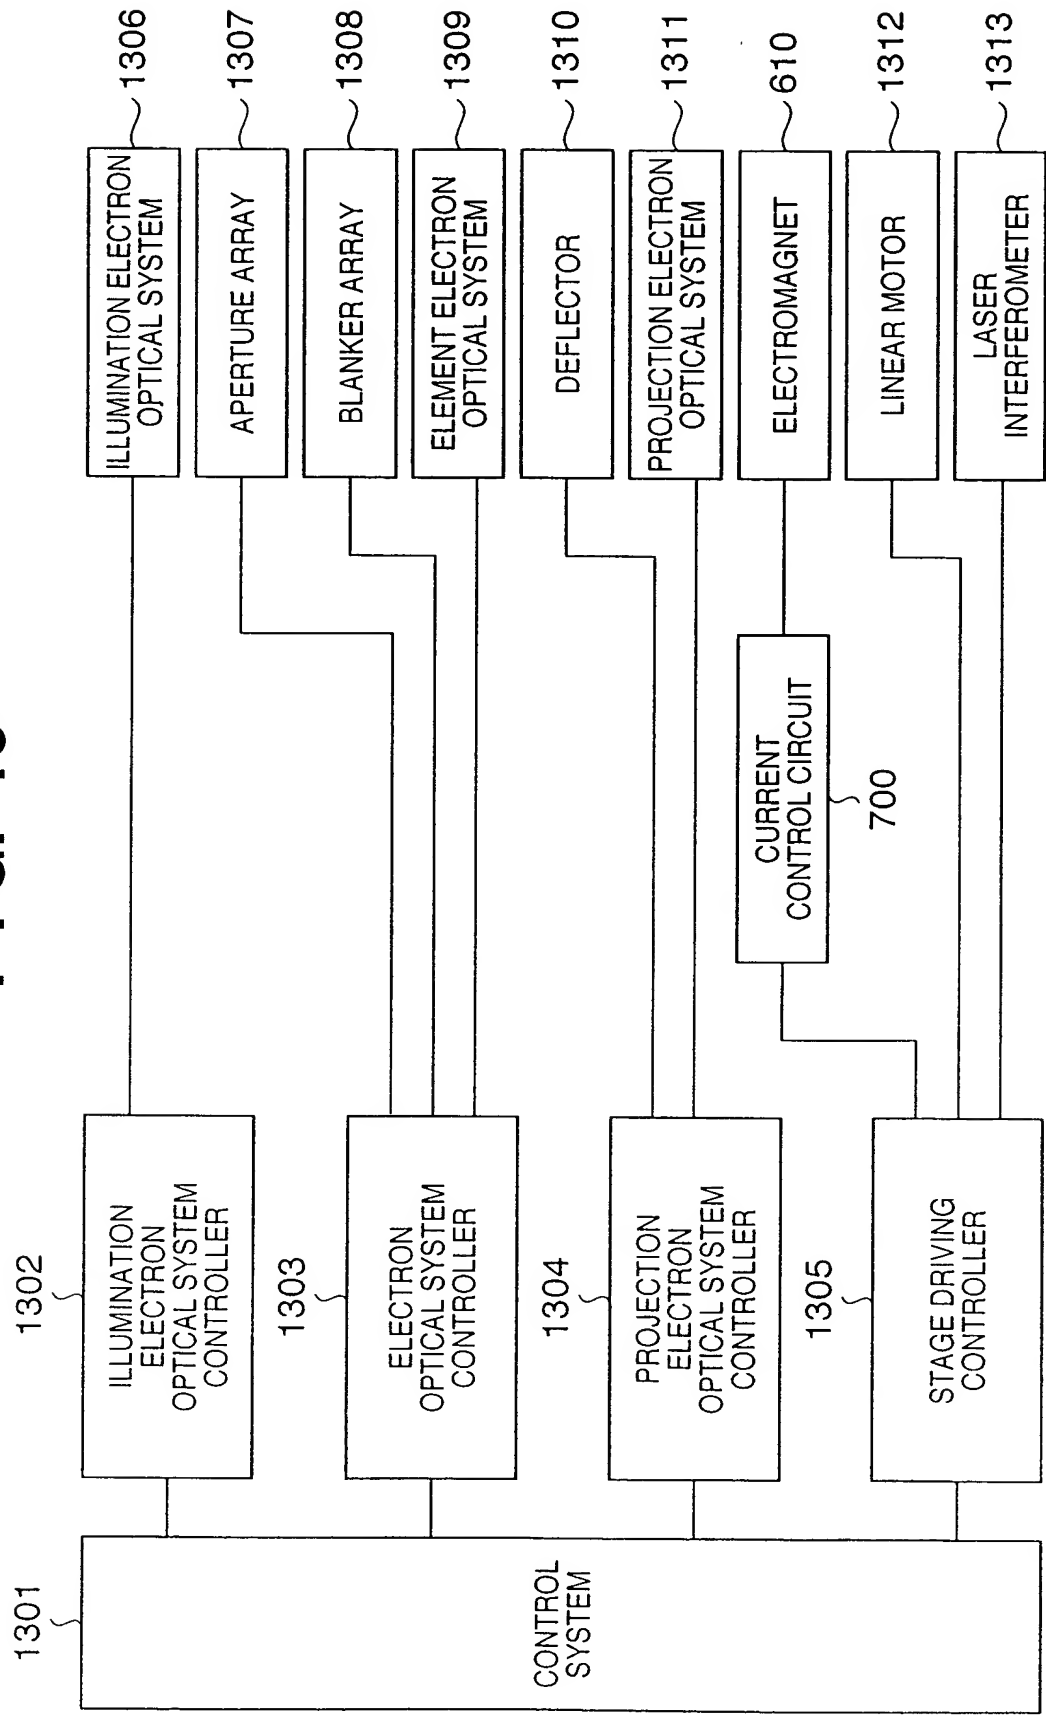 1301
CONTROL
SYSTEM
1302
ILLUMINATION
ELECTRON
OPTICAL SYSTEM
CONTROLLER
1303
ELECTRON
OPTICAL SYSTEM
CONTROLLER
1304
PROJECTION
ELECTRON
OPTICAL SYSTEM
CONTROLLER
1305
STAGE DRIVING
CONTROLLER
CURRENT
CONTROL CIRCUIT
700
ILLUMINATION ELECTRON
OPTICAL SYSTEM
1306
APERTURE ARRAY
1307
BLANKER ARRAY
1308
ELEMENT ELECTRON
OPTICAL SYSTEM
1309
DEFLECTOR
1310
PROJECTION ELECTRON
OPTICAL SYSTEM
1311
ELECTROMAGNET
610
LINEAR MOTOR
1312
LASER
INTERFEROMETER
1313